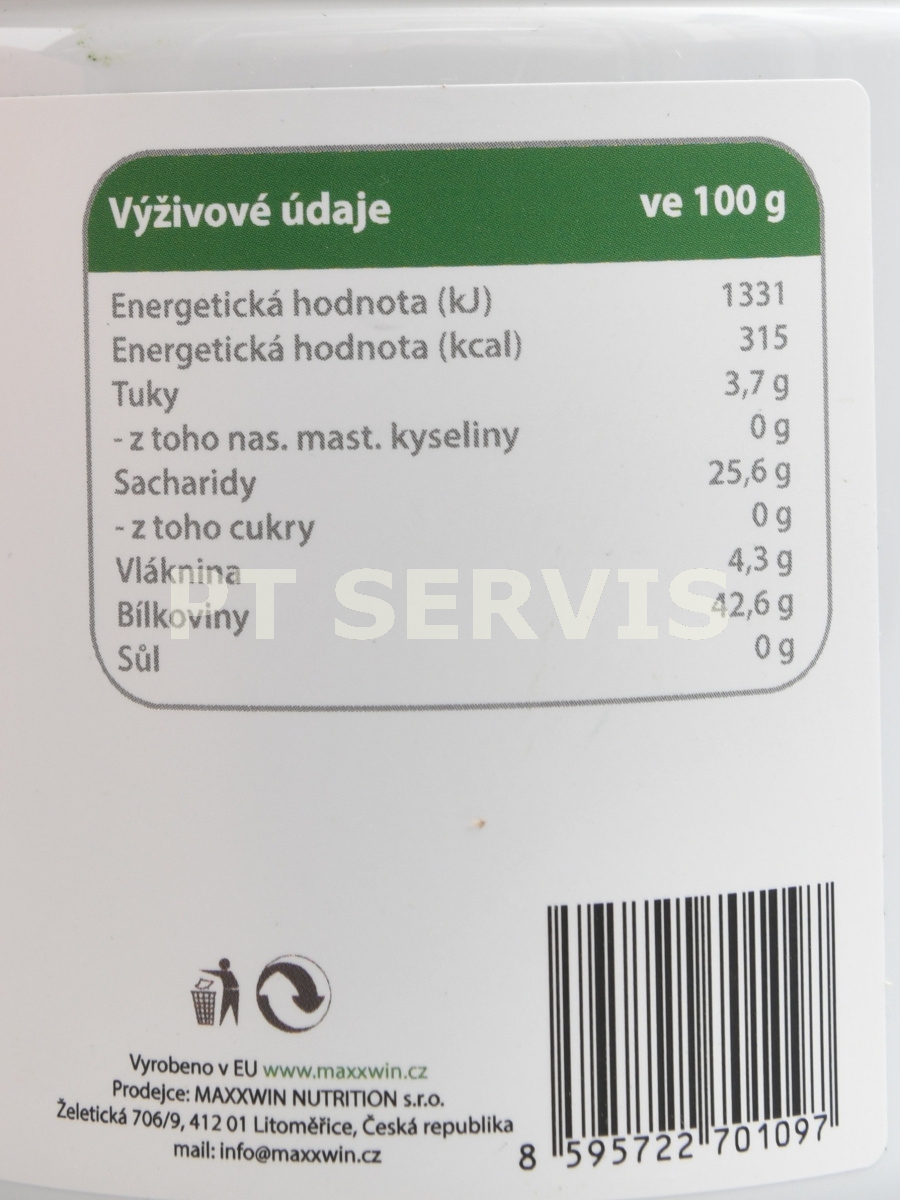 Výživové údaje ve 100 g
Energetická hodnota (kJ) 1331
Energetická hodnota (kcal) 315
Tuky 3,7 g
- z toho nas. mast. kyseliny 0 g
Sacharidy 25,6 g
- z toho cukry 0 g
Vláknina 4,3 g
Bílkoviny 42,6 g
Sůl 0 g
PT SERVIS
Vyrobeno v EU www.maxxwin.cz
Prodejce: MAXXWIN NUTRITION s.r.o.
Želetická 706/9, 412 01 Litoměřice, Česká republika
mail: info@maxxwin.cz
8 595722 701097